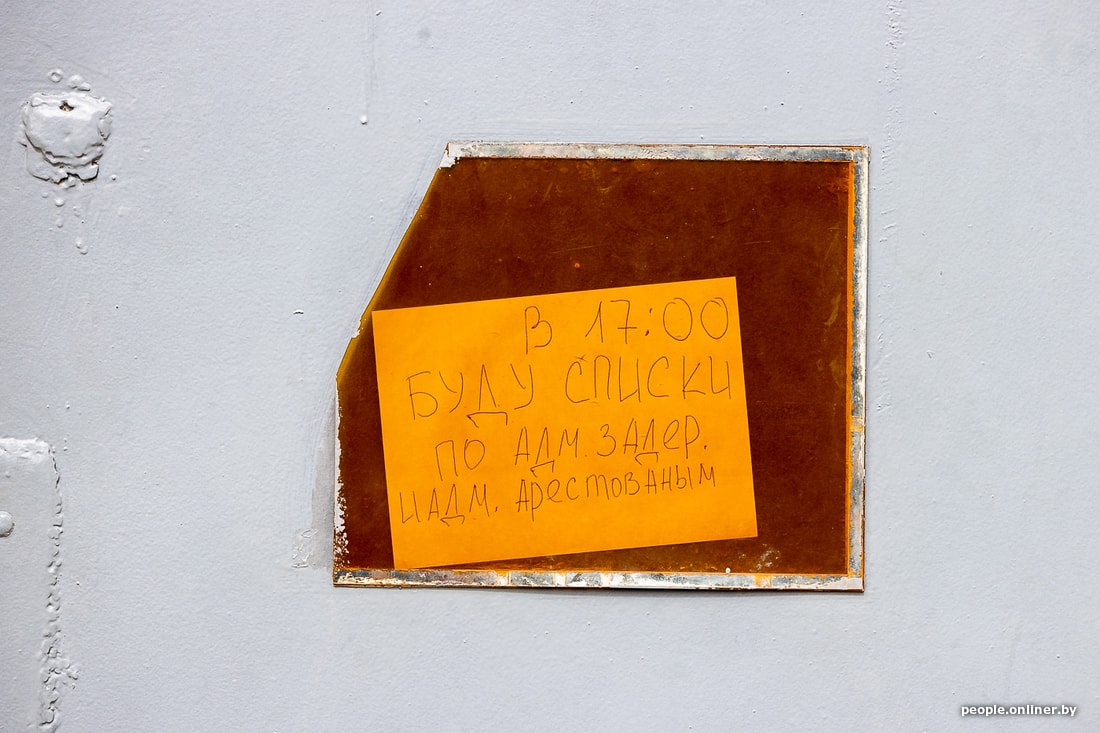 В 17:00
БУДУ СПИСКИ
ПО АДМ. ЗАДЕР.
И АДМ. АРЕСТОВАНЫМ
people.onliner.by